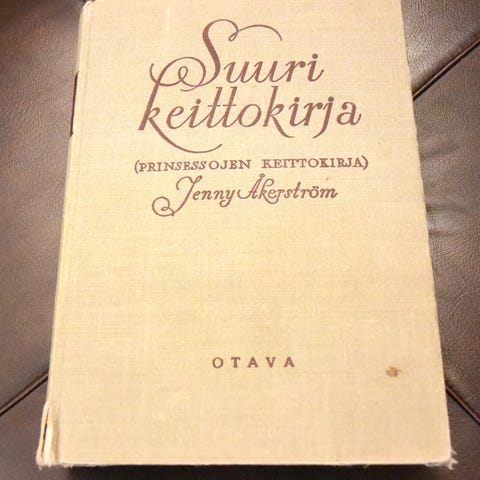 Suuri
keittokirja
(PRINSESSOJEN KEITTOKIRJA)
Jenny Åkerström
OTAVA